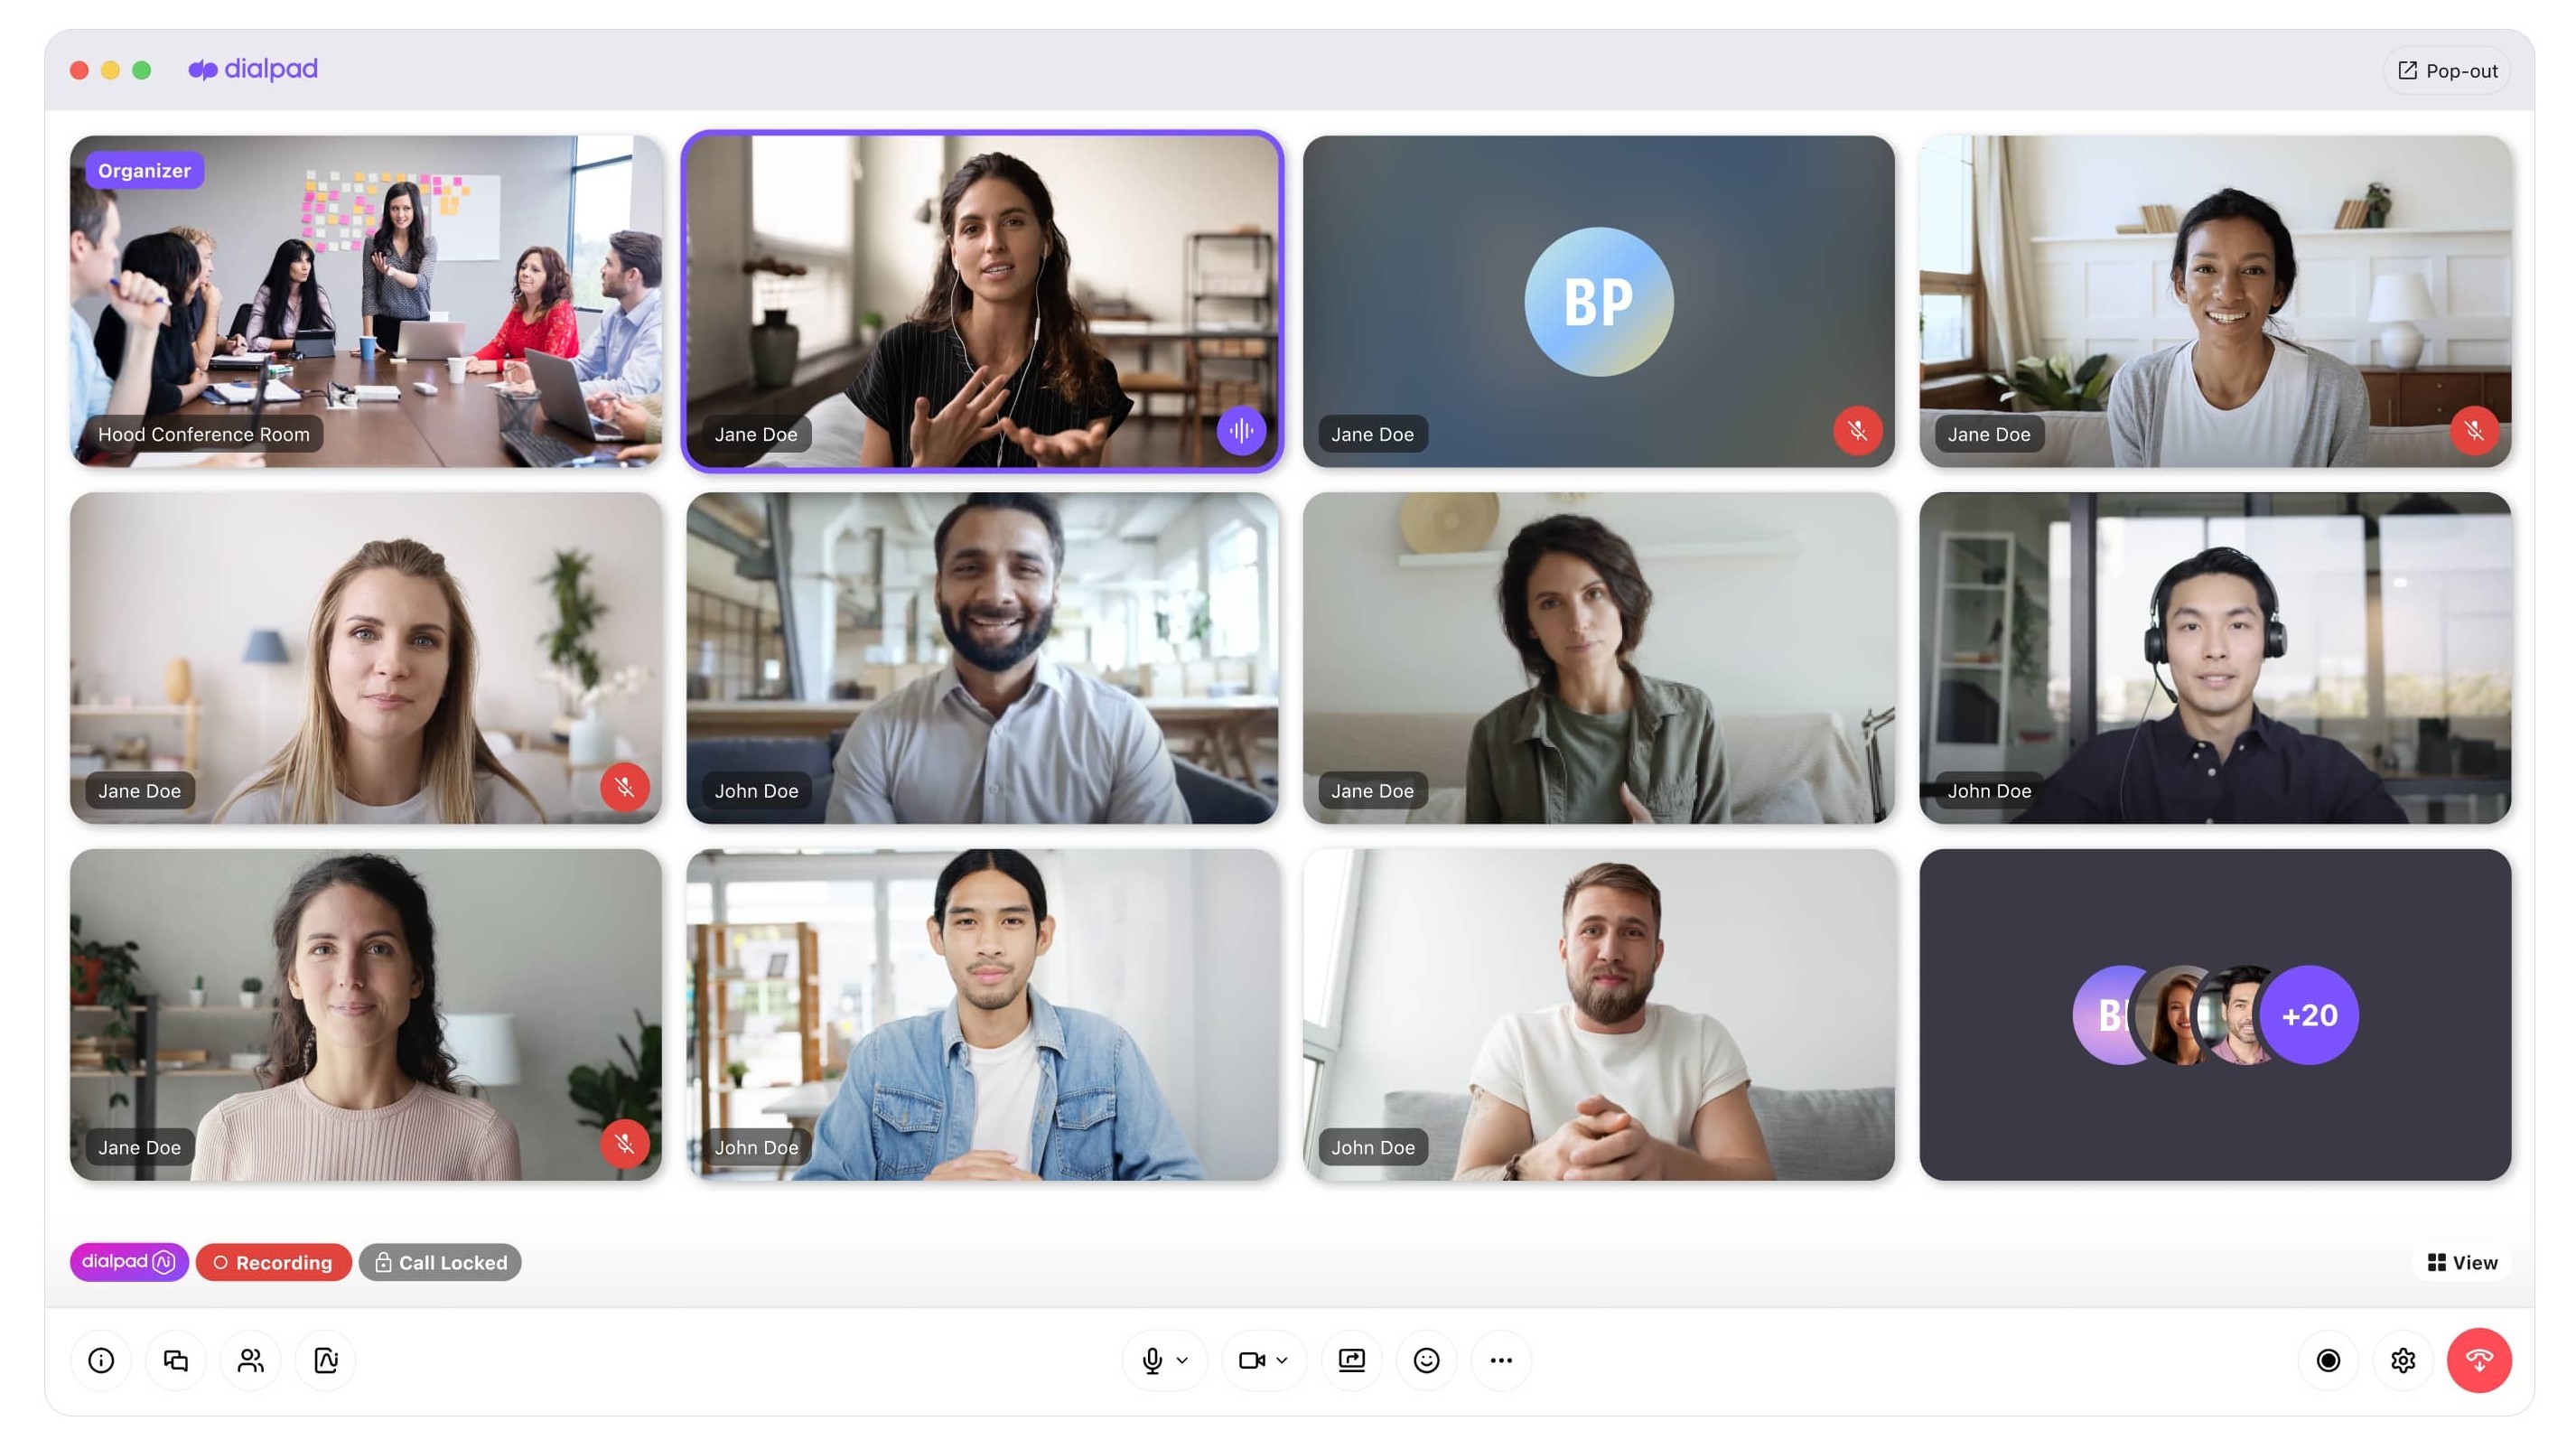 dialpad
Pop-out
Organizer
Hood Conference Room
Jane Doe
BP
Jane Doe
Jane Doe
Jane Doe
John Doe
Jane Doe
John Doe
Jane Doe
John Doe
John Doe
+20
dialpad Ai
Recording
Call Locked
View